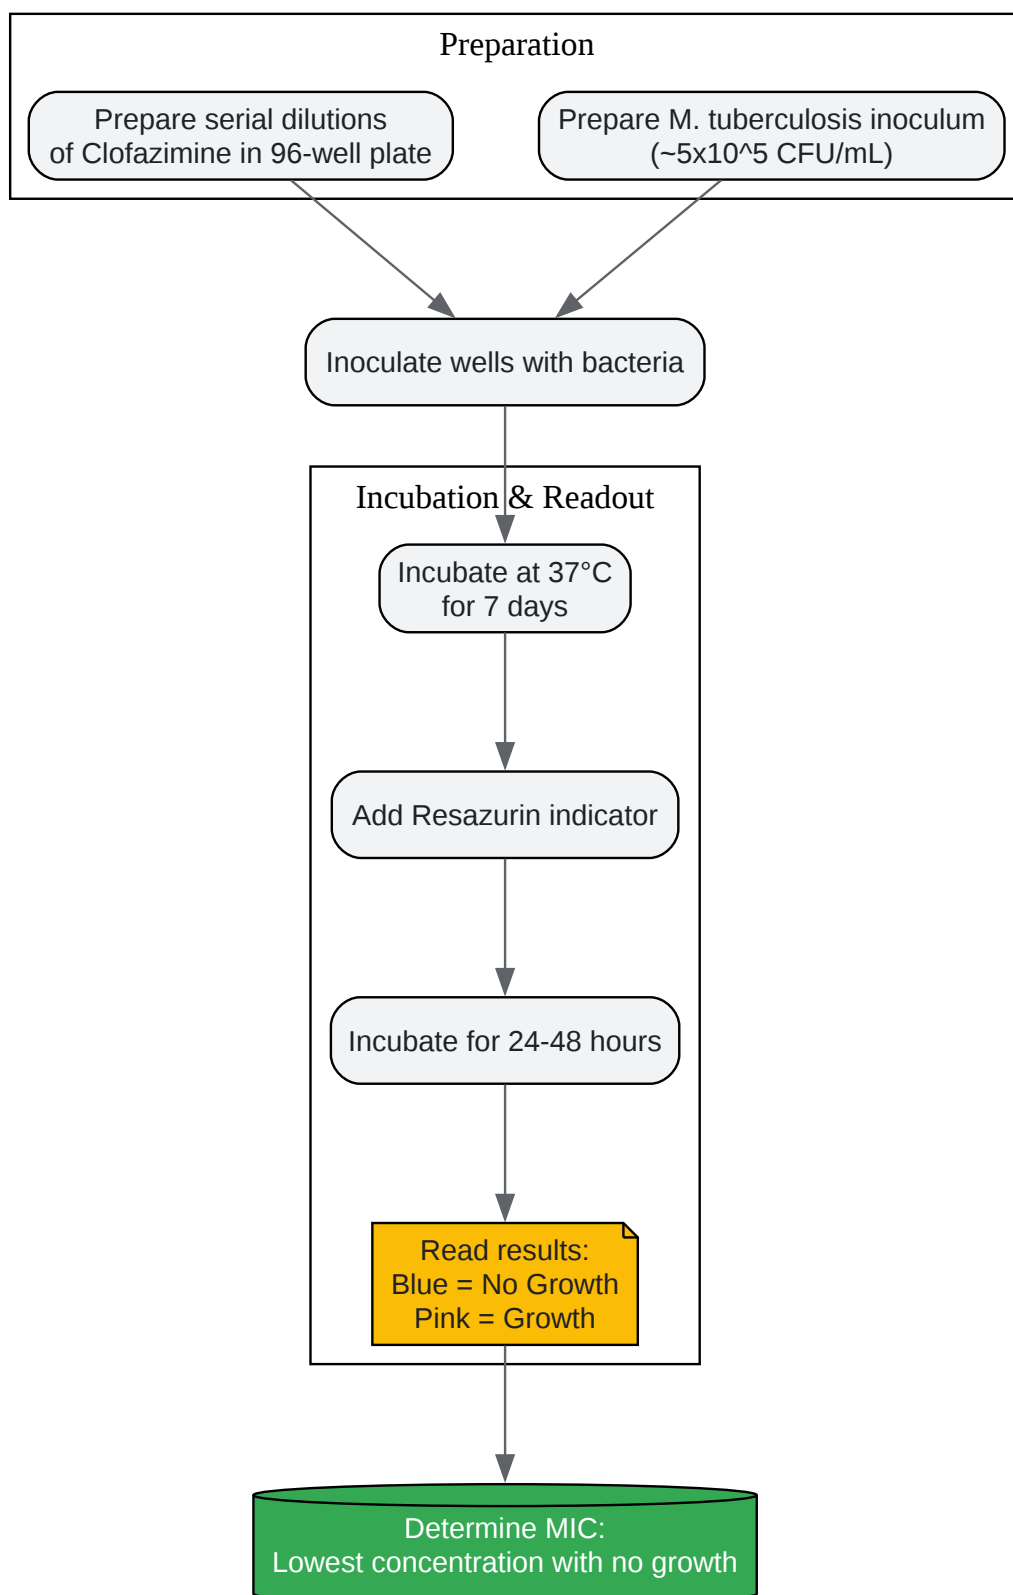 Preparation
Prepare serial dilutions
of Clofazimine in 96-well plate
Prepare M. tuberculosis inoculum
(~5x10^5 CFU/mL)
Inoculate wells with bacteria
Incubation & Readout
Incubate at 37°C
for 7 days
Add Resazurin indicator
Incubate for 24-48 hours
Read results:
Blue = No Growth
Pink = Growth
Determine MIC:
Lowest concentration with no growth